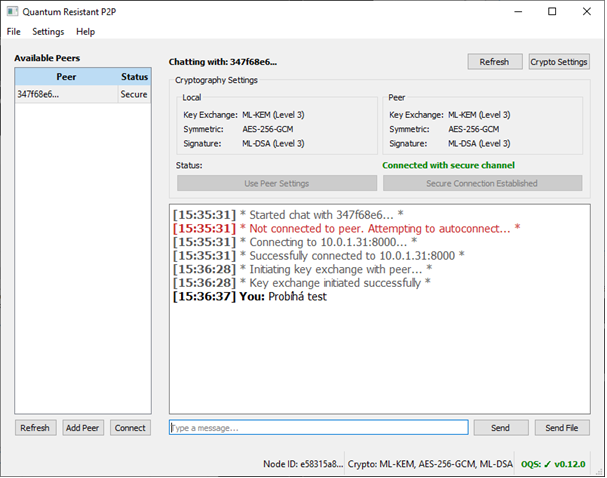 Quantum Resistant P2P
File Settings Help
Available Peers
Peer Status
347f68e6... Secure
Refresh Add Peer Connect
Chatting with: 347f68e6... Refresh Crypto Settings
Cryptography Settings
Local Peer
Key Exchange: ML-KEM (Level 3) Key Exchange: ML-KEM (Level 3)
Symmetric: AES-256-GCM Symmetric: AES-256-GCM
Signature: ML-DSA (Level 3) Signature: ML-DSA (Level 3)
Status: Connected with secure channel
Use Peer Settings Secure Connection Established
[15:35:31] * Started chat with 347f68e6... *
[15:35:31] * Not connected to peer. Attempting to autoconnect... *
[15:35:31] * Connecting to 10.0.1.31:8000... *
[15:35:31] * Successfully connected to 10.0.1.31:8000 *
[15:36:28] * Initiating key exchange with peer... *
[15:36:28] * Key exchange initiated successfully *
[15:36:37] You: Probíhá test
Type a message... Send Send File
Node ID: e58315a8... Crypto: ML-KEM, AES-256-GCM, ML-DSA OQS: ✓ v0.12.0